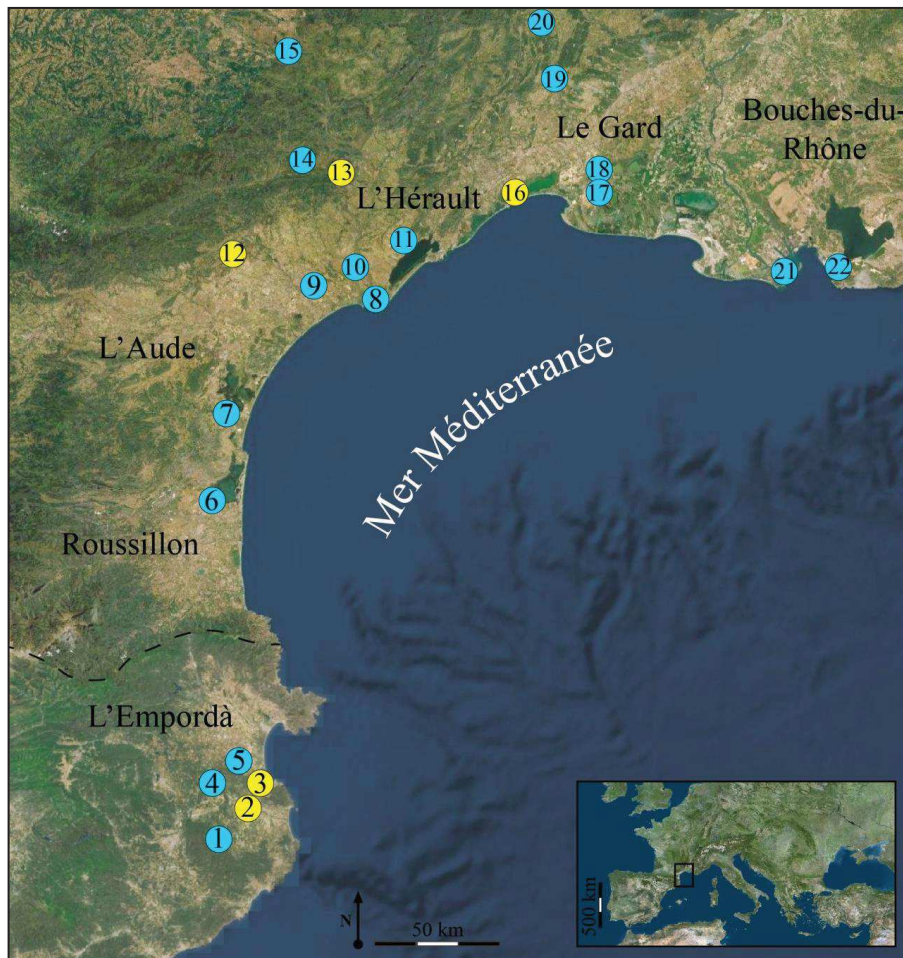 20
15
19
Le Gard
Bouches-du-
Rhône
14
13
18
L'Hérault
16
17
11
12
10
21
22
9
8
L'Aude
Mer Méditerranée
7
6
Roussillon
L'Empordà
5
4
3
2
1
N
50 km
500 km